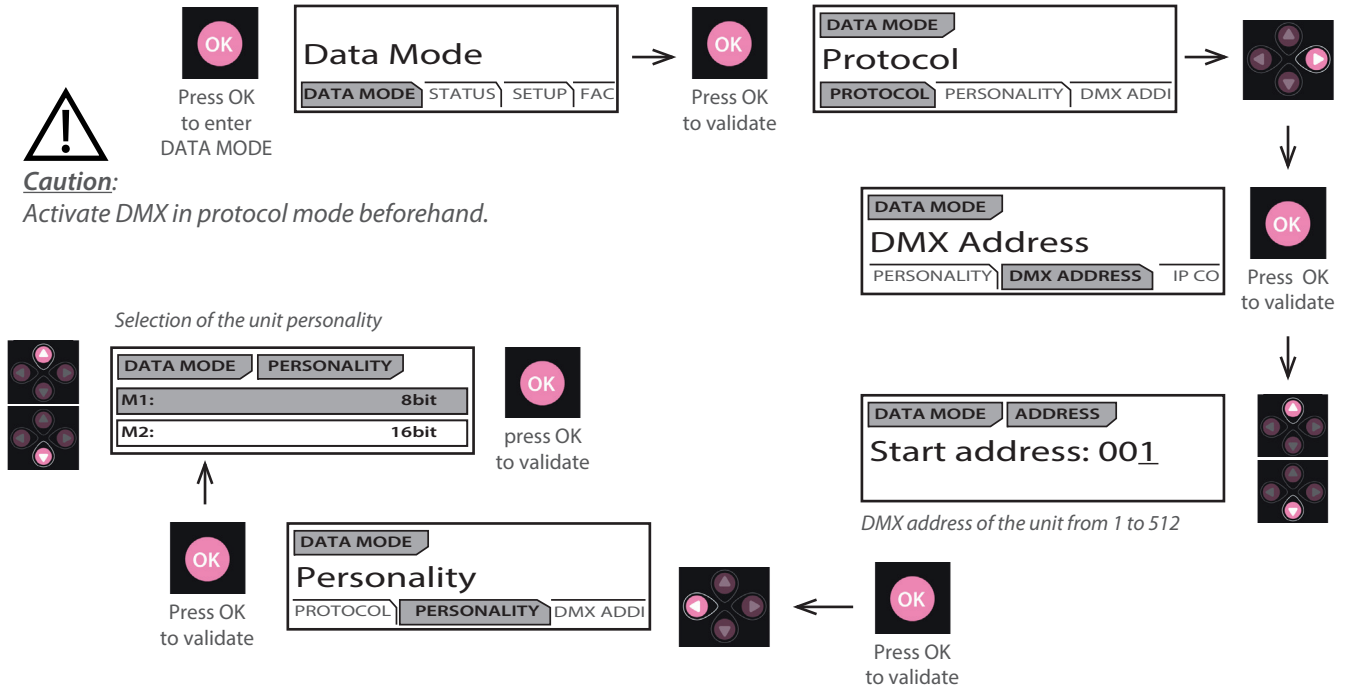 OK
Press OK
to enter
DATA MODE
Data Mode
DATA MODE STATUS SETUP FAC
OK
Press OK
to validate
DATA MODE
Protocol
PROTOCOL PERSONALITY DMX ADDI
Caution:
Activate DMX in protocol mode beforehand.
DATA MODE
DMX Address
PERSONALITY DMX ADDRESS IP CO
OK
Press OK
to validate
DATA MODE ADDRESS
Start address: 001
DMX address of the unit from 1 to 512
OK
Press OK
to validate
DATA MODE
Personality
PROTOCOL PERSONALITY DMX ADDI
OK
Press OK
to validate
Selection of the unit personality
DATA MODE PERSONALITY
M1: 8bit
M2: 16bit
OK
press OK
to validate